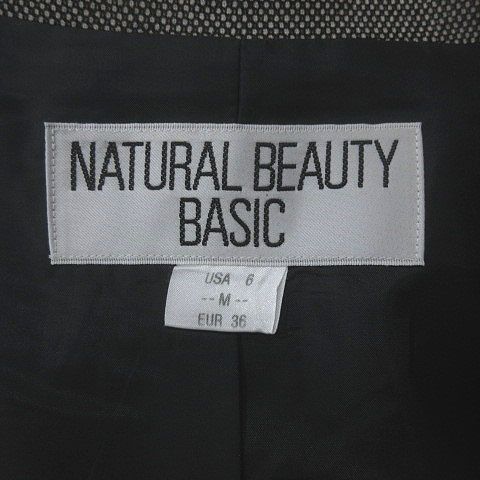 NATURAL BEAUTY
BASIC
USA 6
-- M --
EUR 36